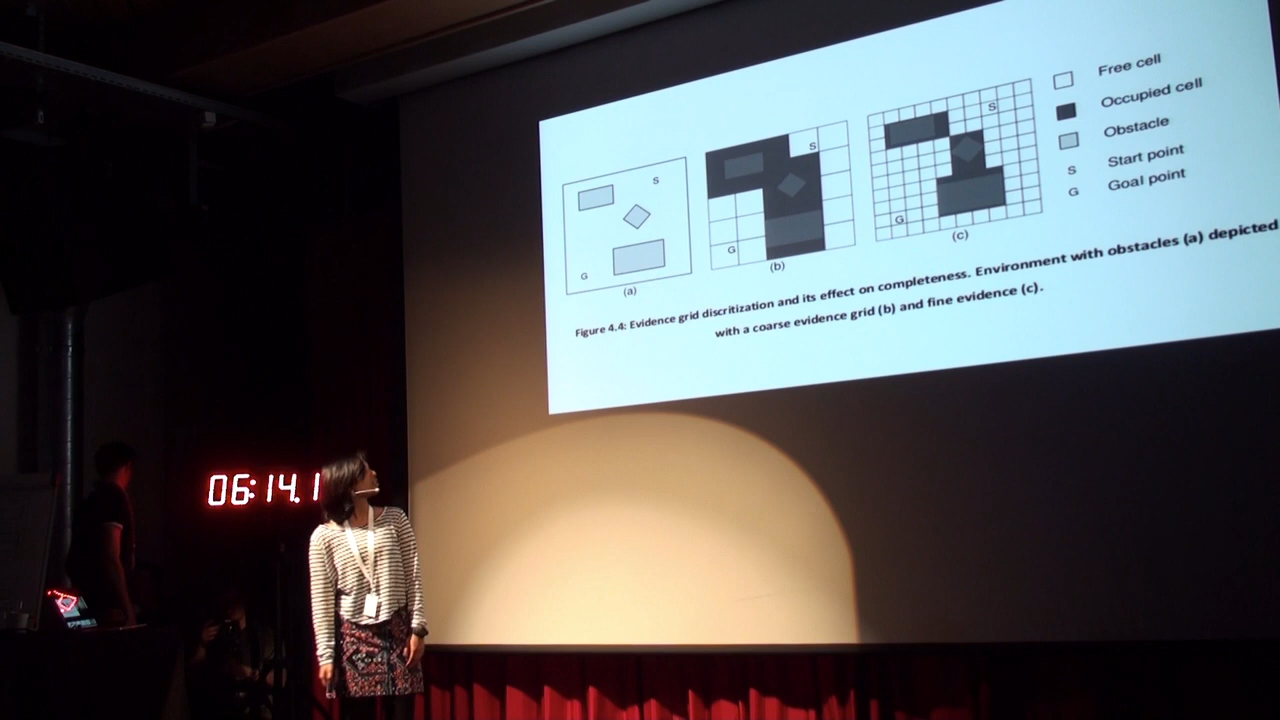 Free cell
Occupied cell
Obstacle
S Start point
G Goal point
S
G
(a)
S
G
(b)
S
G
(c)
Figure 4.4: Evidence grid discritization and its effect on completeness. Environment with obstacles (a) depicted
with a coarse evidence grid (b) and fine evidence (c).
06:14.1